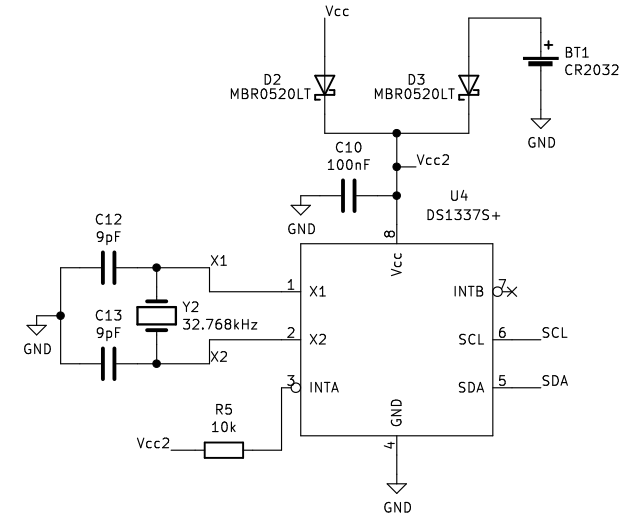 Vcc
D2
MBR0520LT
D3
MBR0520LT
+
BT1
CR2032
GND
C10
100nF
Vcc2
GND
U4
DS1337S+
8
Vcc
C12
9pF
X1
1
X1
INTB
7
GND
C13
9pF
Y2
32.768kHz
2
X2
SCL
6
SCL
X2
3
INTA
SDA
5
SDA
R5
10k
Vcc2
GND
4
GND